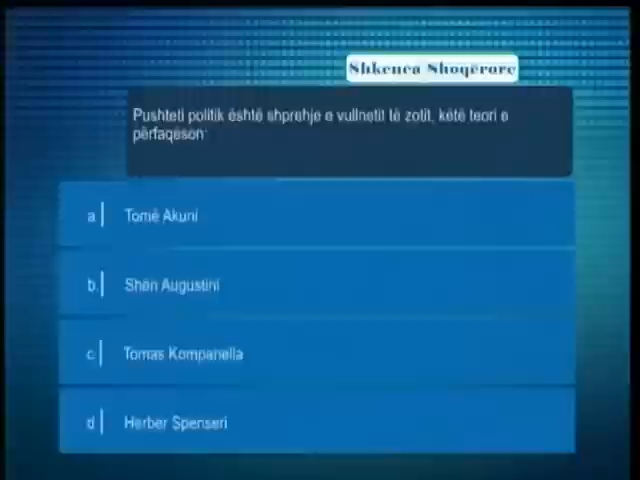 Shkenca Shoqërore
Pushteti politik është shprehje e vullnetit të zotit, këtë teori e
përfaqëson:
a Tomë Akuni
b. Shën Augustini
c Tomas Kompanella
d Herber Spenseri